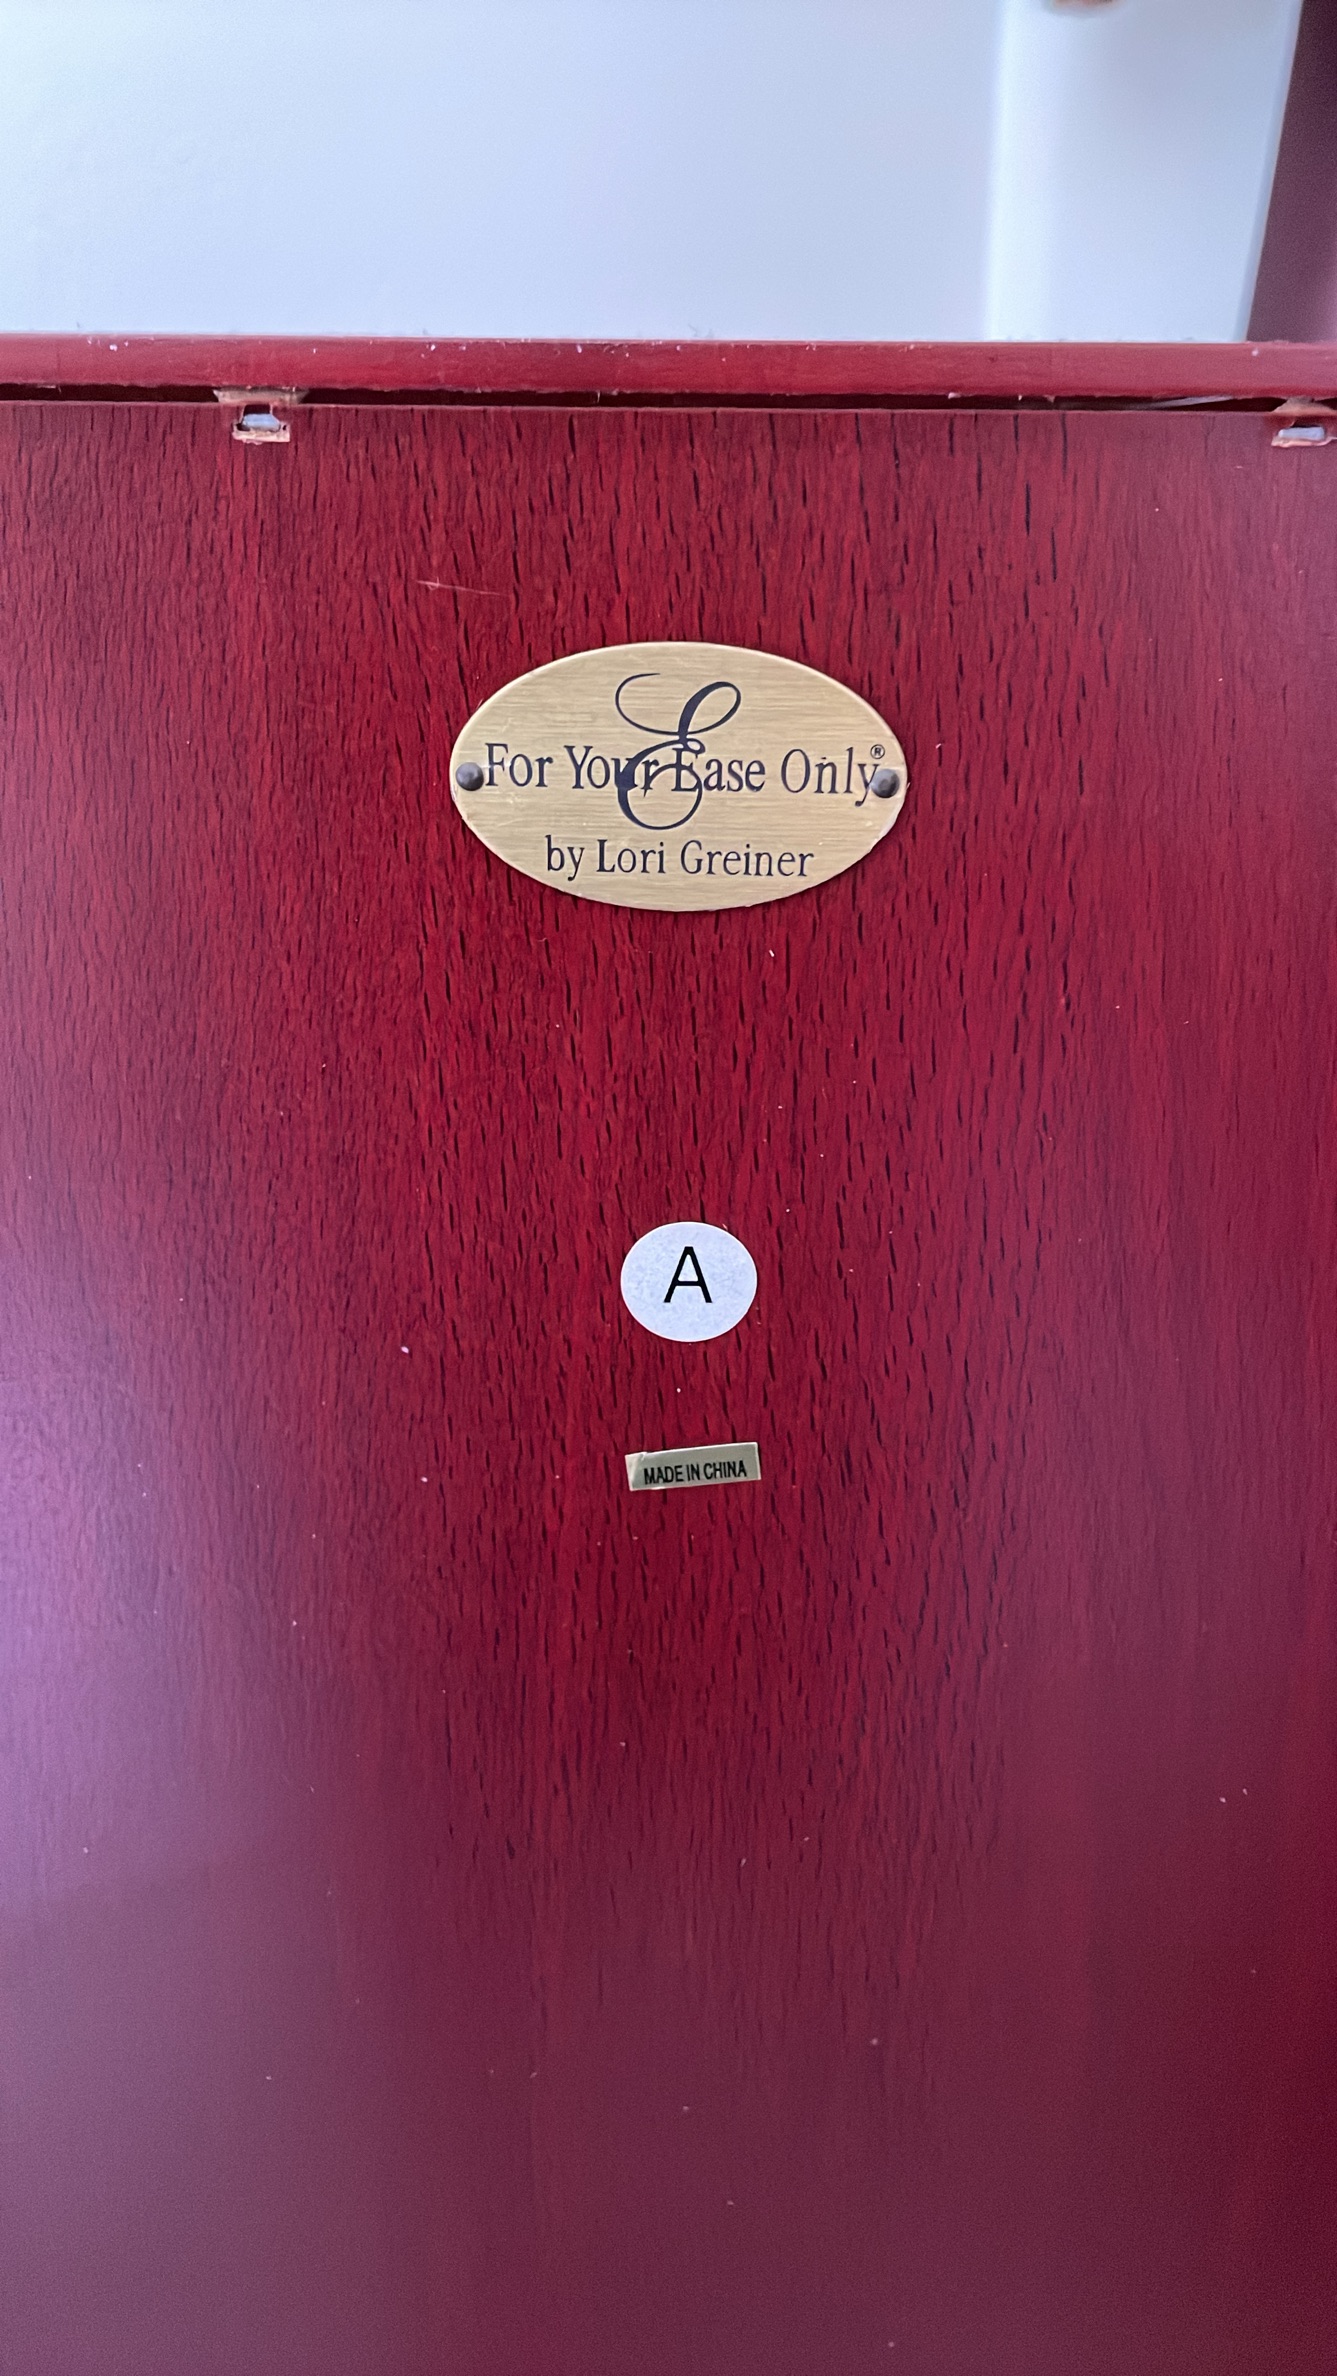 E
For Your Ease Only®
by Lori Greiner
A
MADE IN CHINA